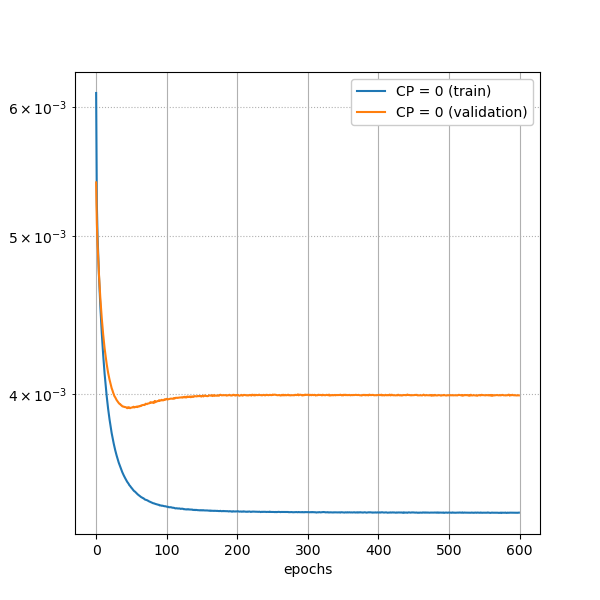 CP = 0 (train)
CP = 0 (validation)
6 × 10⁻³
5 × 10⁻³
4 × 10⁻³
0 100 200 300 400 500 600
epochs